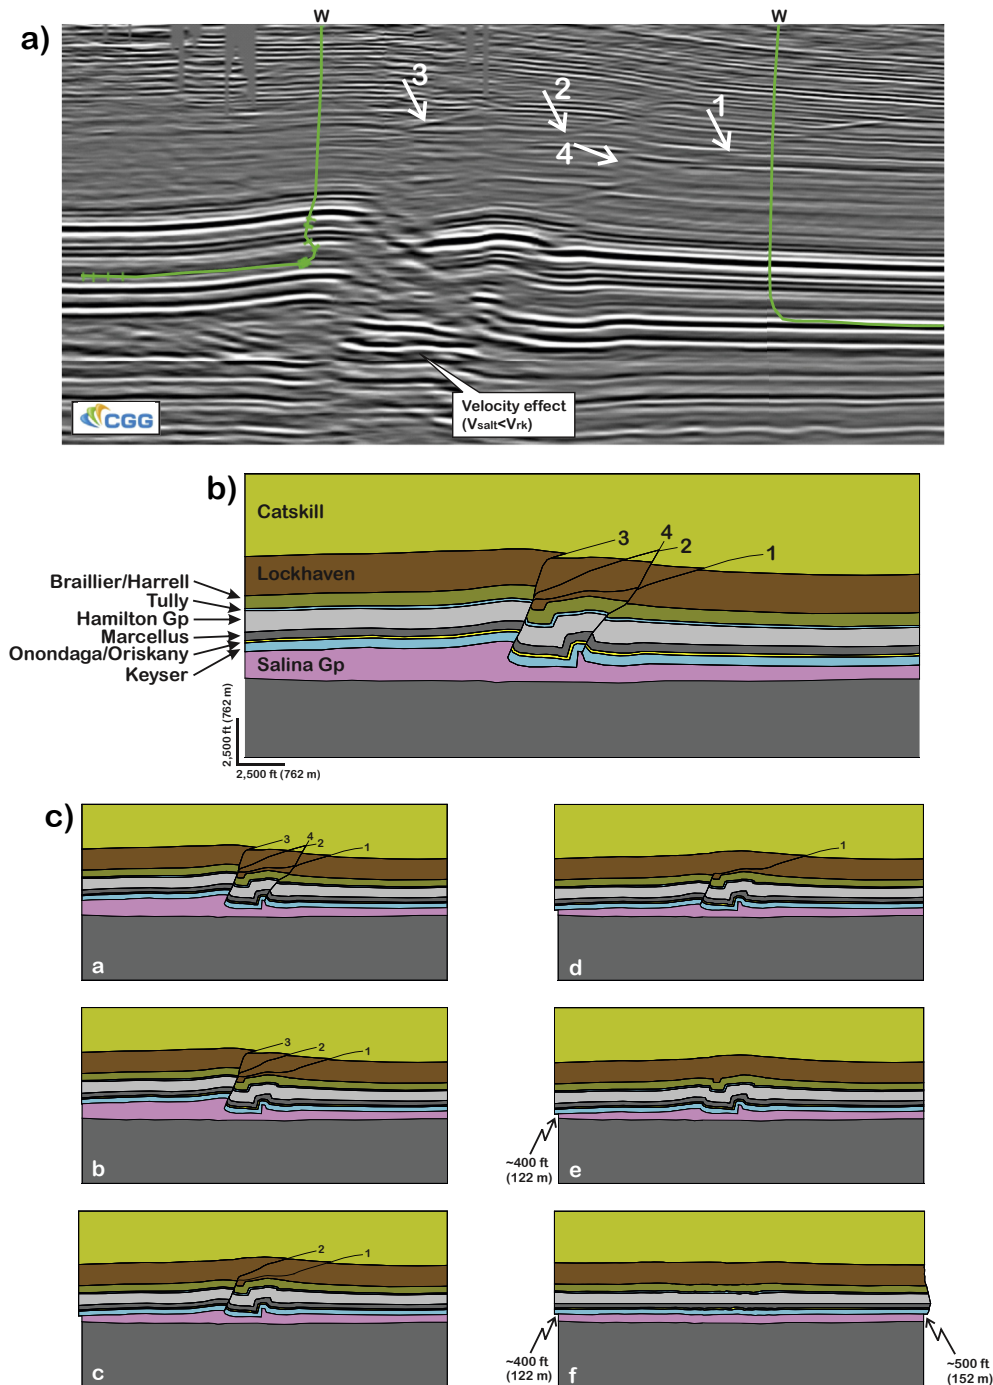 a)
W
W
3
2
1
4
CGG
Velocity effect
(Vsalt<Vrk)
b)
Catskill
3
4
2
1
Lockhaven
Braillier/Harrell
Tully
Hamilton Gp
Marcellus
Onondaga/Oriskany
Keyser
Salina Gp
2,500 ft (762 m)
2,500 ft (762 m)
c)
3
4
2
1
a
1
d
3
2
1
b
~400 ft
(122 m)
e
2
1
c
~400 ft
(122 m)
f
~500 ft
(152 m)